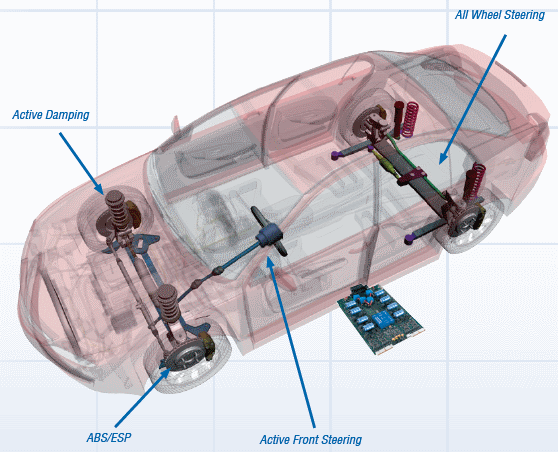 All Wheel Steering
Active Damping
ABS/ESP
Active Front Steering